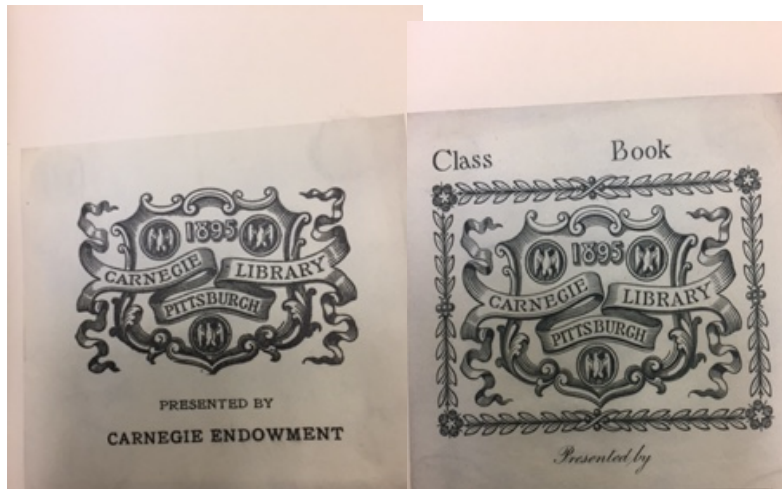 1895
CARNEGIE LIBRARY
PITTSBURGH
PRESENTED BY
CARNEGIE ENDOWMENT
Class Book
1895
CARNEGIE LIBRARY
PITTSBURGH
Presented by